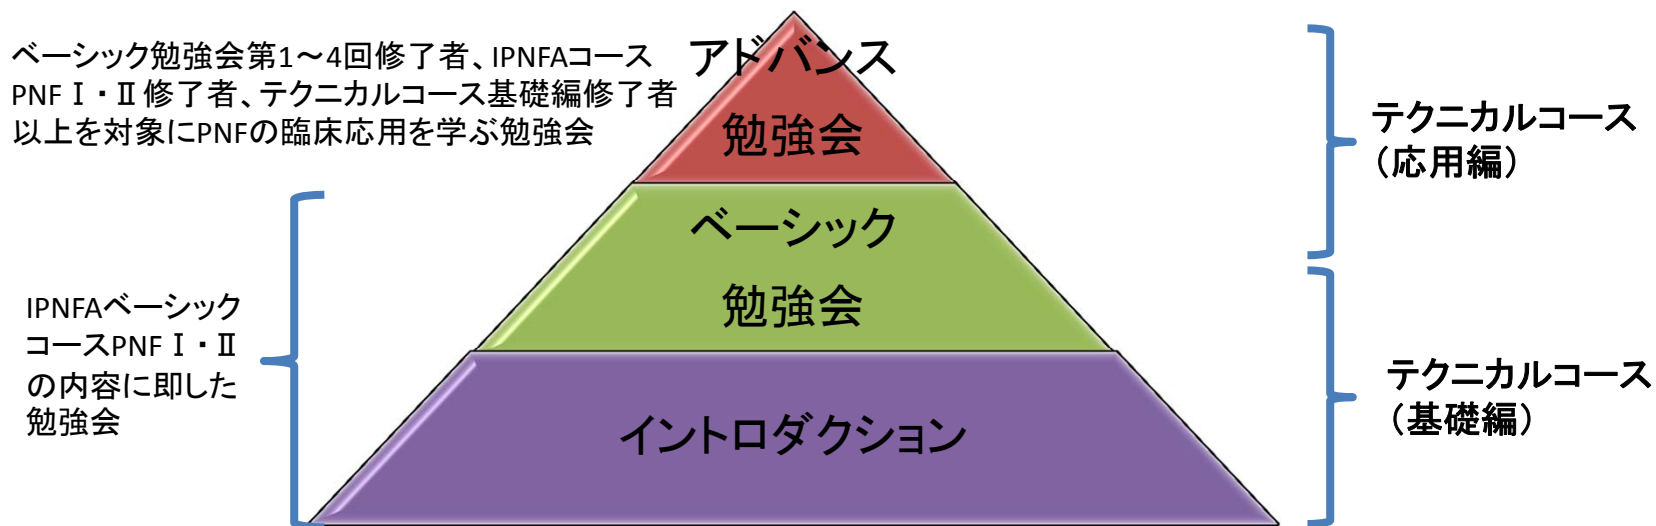 ベーシック勉強会第1～4回修了者、IPNFAコース
PNFⅠ・Ⅱ修了者、テクニカルコース基礎編修了者
以上を対象にPNFの臨床応用を学ぶ勉強会
アドバンス
勉強会
テクニカルコース
（応用編）
ベーシック
勉強会
IPNFAベーシック
コースPNFⅠ・Ⅱ
の内容に即した
勉強会
イントロダクション
テクニカルコース
（基礎編）